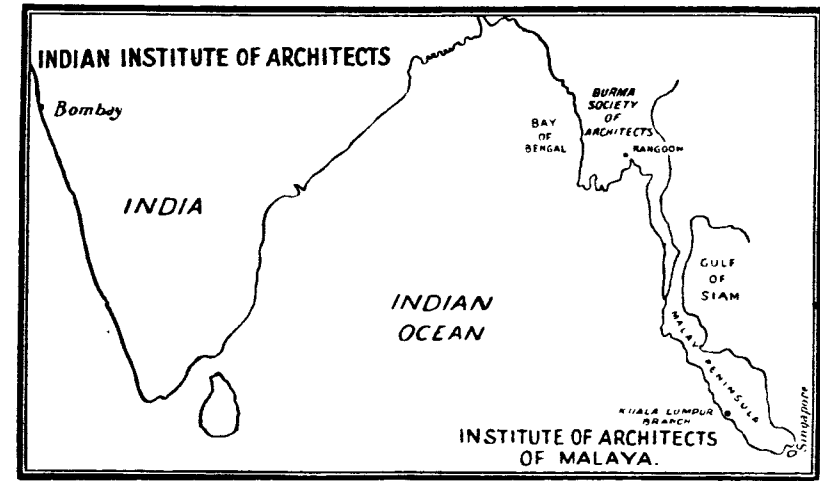 INDIAN INSTITUTE OF ARCHITECTS
Bombay
INDIA
BURMA
SOCIETY
OF
ARCHITECTS
BAY
OF
BENGAL
RANGOON
GULF
OF
SIAM
INDIAN
OCEAN
MALAY PENINSULA
KUALA LUMPUR
BRANCH
Singapore
INSTITUTE OF ARCHITECTS
OF MALAYA.